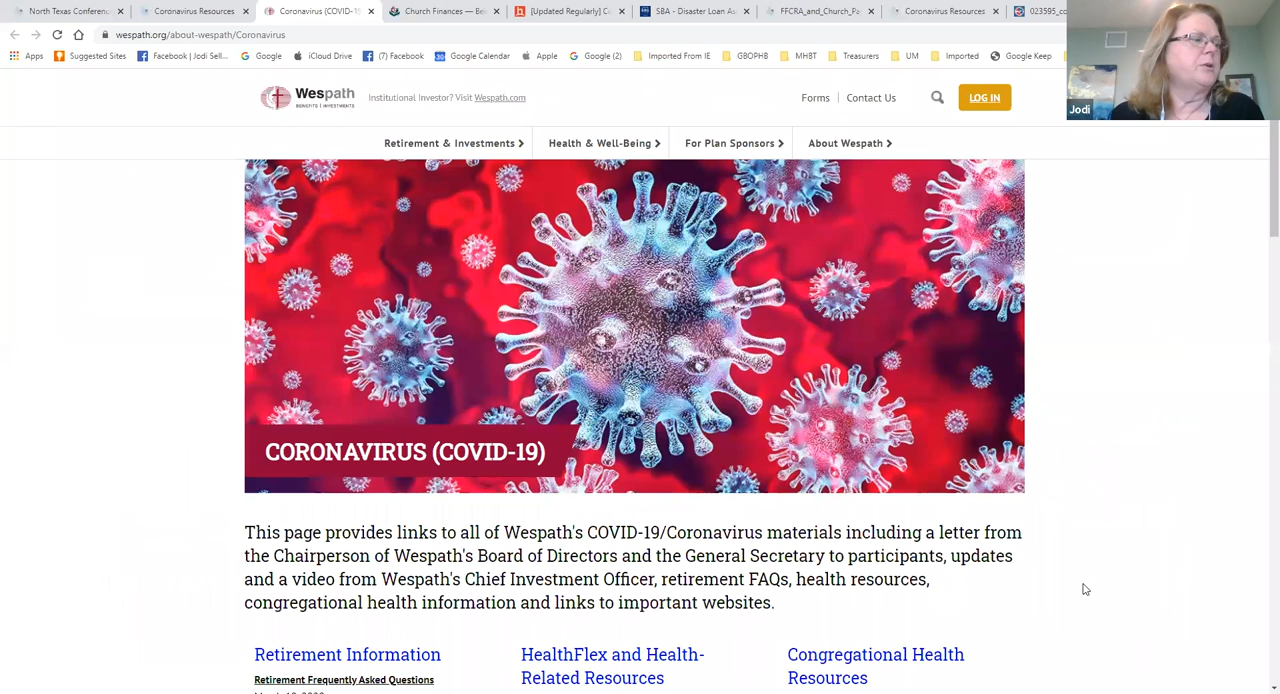 North Texas Conferenc
Coronavirus Resources
Coronavirus (COVID-1
Church Finances — Be
[Updated Regularly] C
SBA - Disaster Loan As
FFCRA_and_Church_Pa
Coronavirus Resources
023595_co
wespath.org/about-wespath/Coronavirus
Apps
Suggested Sites
Facebook | Jodi Sell...
Google
iCloud Drive
(7) Facebook
Google Calendar
Apple
Google (2)
Imported From IE
GBOPHB
MHBT
Treasurers
UM
Imported
Google Keep
Jodi
Wespath
BENEFITS | INVESTMENTS
Institutional Investor? Visit Wespath.com
Forms
Contact Us
LOG IN
Retirement & Investments
Health & Well-Being
For Plan Sponsors
About Wespath
CORONAVIRUS (COVID-19)
This page provides links to all of Wespath's COVID-19/Coronavirus materials including a letter from
the Chairperson of Wespath's Board of Directors and the General Secretary to participants, updates
and a video from Wespath's Chief Investment Officer, retirement FAQs, health resources,
congregational health information and links to important websites.
Retirement Information
Retirement Frequently Asked Questions
HealthFlex and Health-
Related Resources
Congregational Health
Resources